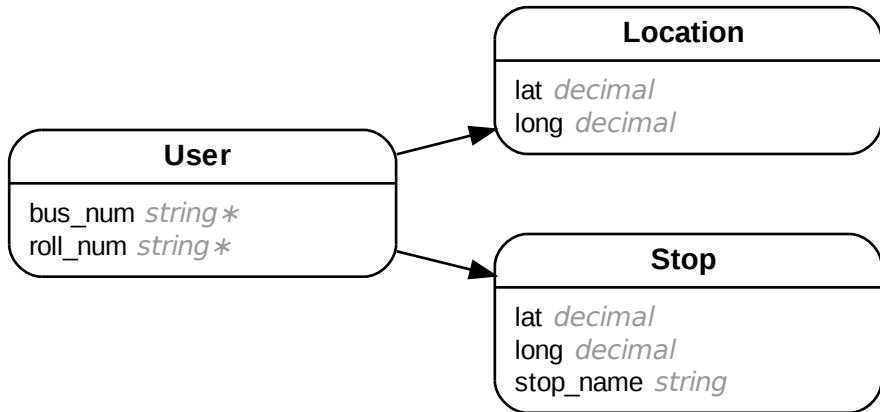 User
bus_num string*
roll_num string*
Location
lat decimal
long decimal
Stop
lat decimal
long decimal
stop_name string